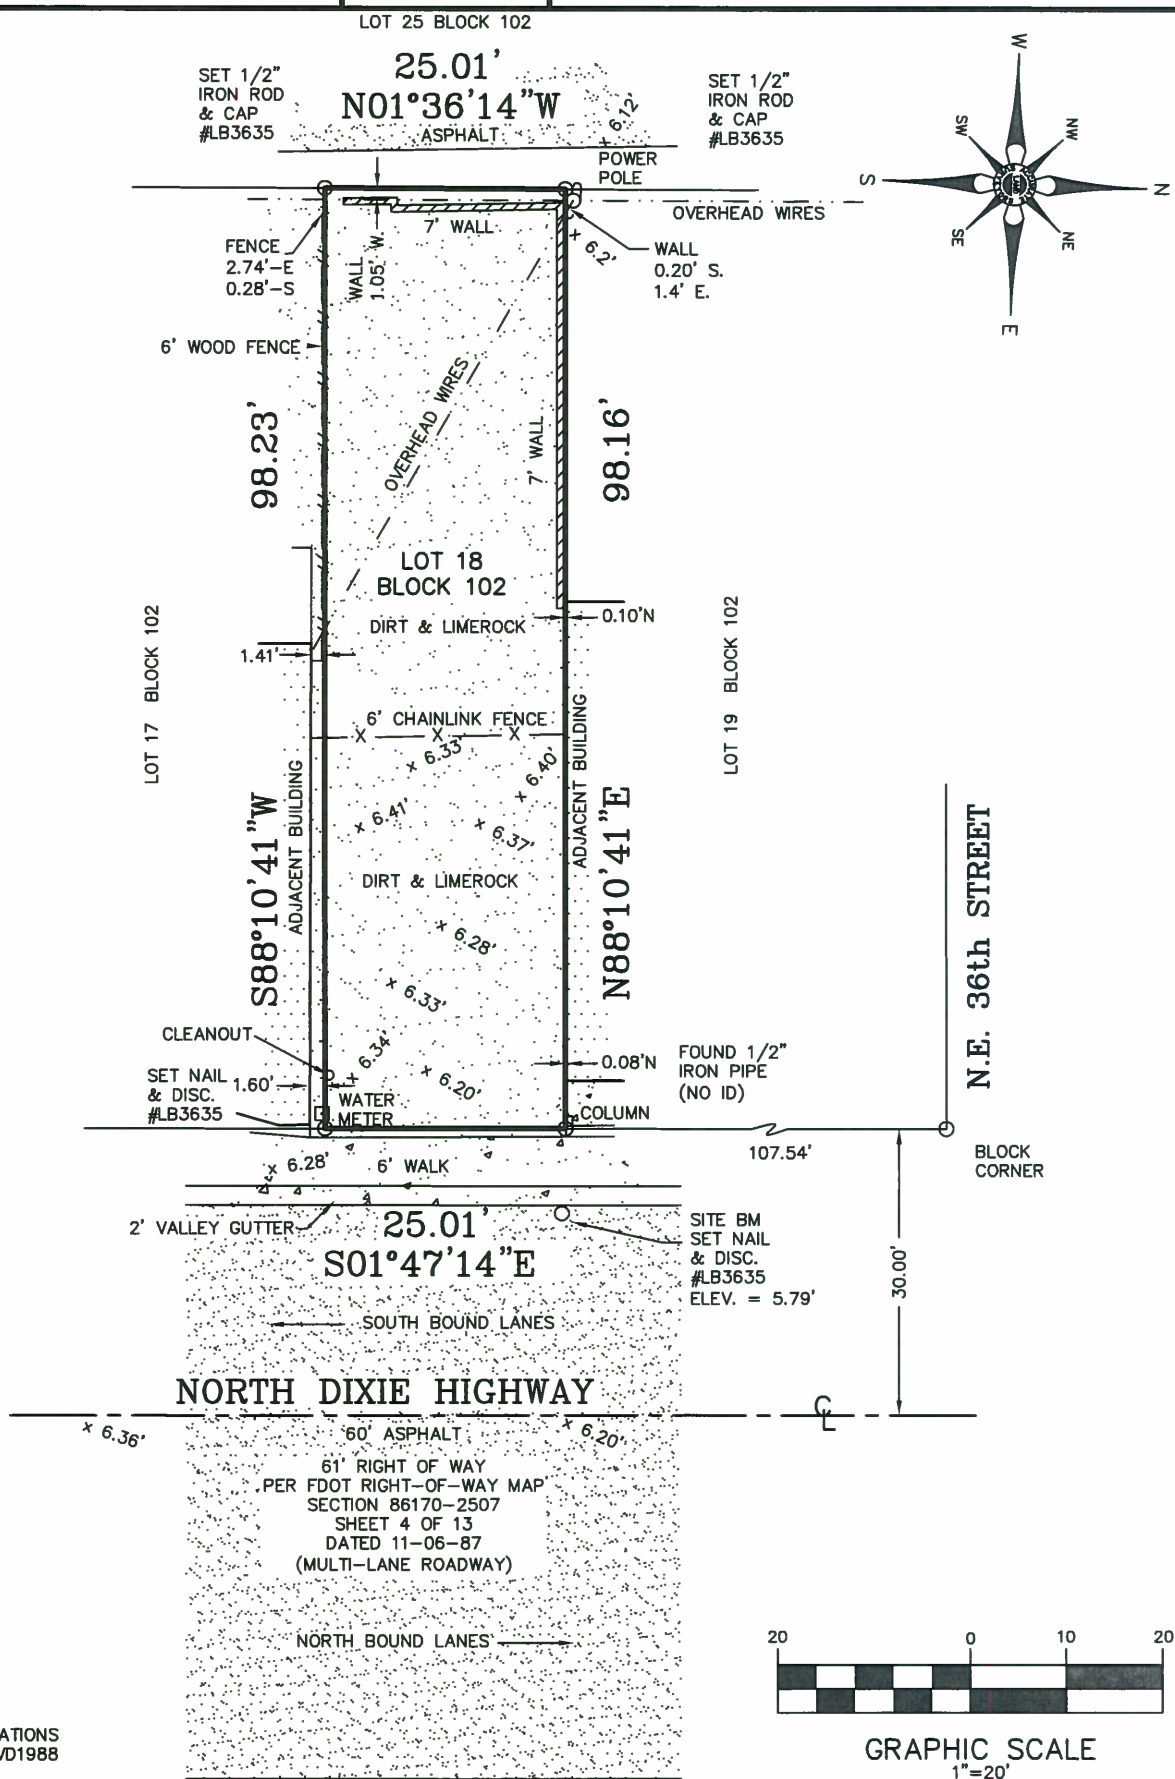 LOT 25 BLOCK 102
25.01'
N01°36'14"W
ASPHALT
SET 1/2"
IRON ROD
& CAP
#LB3635
SET 1/2"
IRON ROD
& CAP
#LB3635
x 6.12'
POWER
POLE
W
NW
N
NE
E
SE
S
SW
LAND
OVERHEAD WIRES
7' WALL
x 6.2'
WALL
0.20' S.
1.4' E.
FENCE
2.74'-E
0.28'-S
WALL
1.05' W.
6' WOOD FENCE
OVERHEAD WIRES
98.23'
98.16'
7' WALL
LOT 18
BLOCK 102
DIRT & LIMEROCK
0.10'N
1.41'
LOT 17 BLOCK 102
LOT 19 BLOCK 102
6' CHAINLINK FENCE
X X X
x 6.33'
x 6.40'
x 6.41'
x 6.37'
ADJACENT BUILDING
ADJACENT BUILDING
S88°10'41"W
N88°10'41"E
DIRT & LIMEROCK
x 6.28'
x 6.33'
N.E. 36th STREET
CLEANOUT
x 6.34'
x 6.20'
0.08'N
FOUND 1/2"
IRON PIPE
(NO ID)
SET NAIL
& DISC.
#LB3635
1.60'
WATER
METER
COLUMN
107.54'
BLOCK
CORNER
x 6.28'
6' WALK
2' VALLEY GUTTER
25.01'
S01°47'14"E
SITE BM
SET NAIL
& DISC.
#LB3635
ELEV. = 5.79'
30.00'
SOUTH BOUND LANES
NORTH DIXIE HIGHWAY
CL
x 6.36'
60' ASPHALT
x 6.20'
61' RIGHT OF WAY
PER FDOT RIGHT-OF-WAY MAP
SECTION 86170-2507
SHEET 4 OF 13
DATED 11-06-87
(MULTI-LANE ROADWAY)
NORTH BOUND LANES
20 0 10 20
GRAPHIC SCALE
1"=20'
ATIONS
VD1988